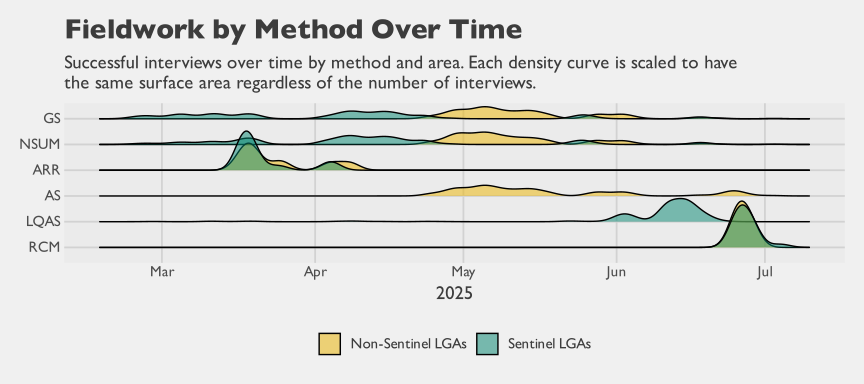 Fieldwork by Method Over Time
Successful interviews over time by method and area. Each density curve is scaled to have
the same surface area regardless of the number of interviews.
GS
NSUM
ARR
AS
LQAS
RCM
Mar Apr May Jun Jul
2025
Non-Sentinel LGAs Sentinel LGAs